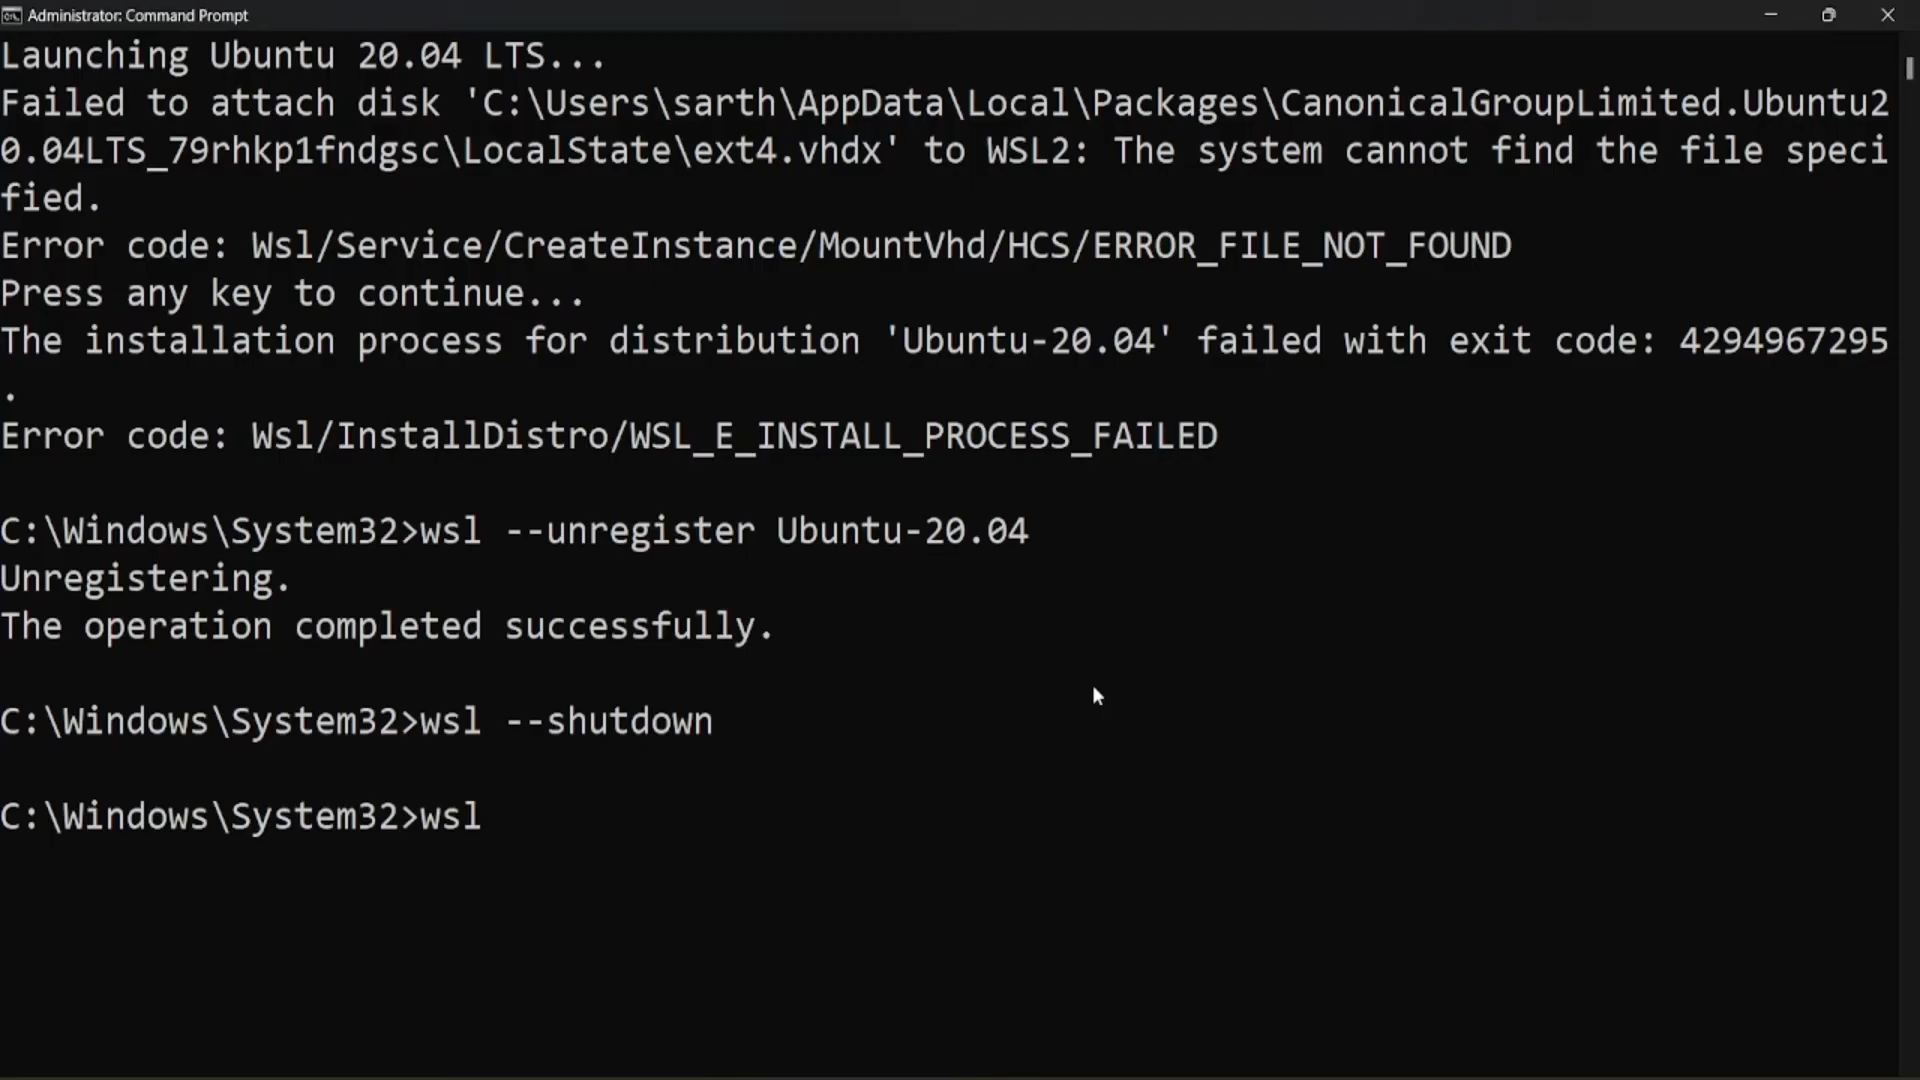 Administrator: Command Prompt
Launching Ubuntu 20.04 LTS...
Failed to attach disk 'C:\Users\sarth\AppData\Local\Packages\CanonicalGroupLimited.Ubuntu2
0.04LTS_79rhkp1fndgsc\LocalState\ext4.vhdx' to WSL2: The system cannot find the file speci
fied.
Error code: Wsl/Service/CreateInstance/MountVhd/HCS/ERROR_FILE_NOT_FOUND
Press any key to continue...
The installation process for distribution 'Ubuntu-20.04' failed with exit code: 4294967295
.
Error code: Wsl/InstallDistro/WSL_E_INSTALL_PROCESS_FAILED
C:\Windows\System32>wsl --unregister Ubuntu-20.04
Unregistering.
The operation completed successfully.
C:\Windows\System32>wsl --shutdown
C:\Windows\System32>wsl